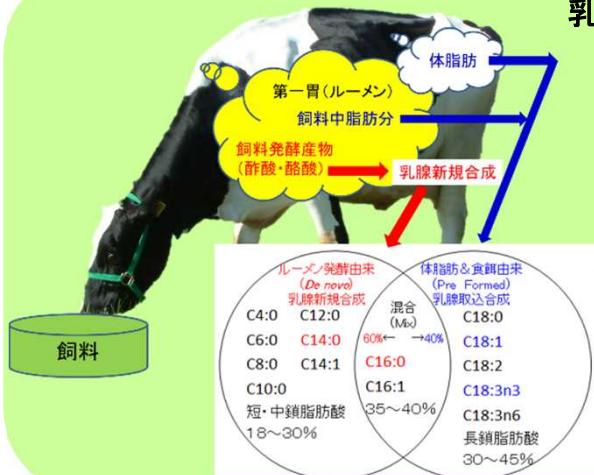 乳
体脂肪
第一胃(ルーメン)
飼料中脂肪分
飼料発酵産物
(酢酸・酪酸)
乳腺新規合成
飼料
ルーメン発酵由来
(De novo)
乳腺新規合成
C4:0 C12:0
C6:0 C14:0
C8:0 C14:1
C10:0
短・中鎖脂肪酸
18～30%
混合
(Mix)
60%← →40%
C16:0
C16:1
35～40%
体脂肪&食餌由来
(Pre Formed)
乳腺取込合成
C18:0
C18:1
C18:2
C18:3n3
C18:3n6
長鎖脂肪酸
30～45%